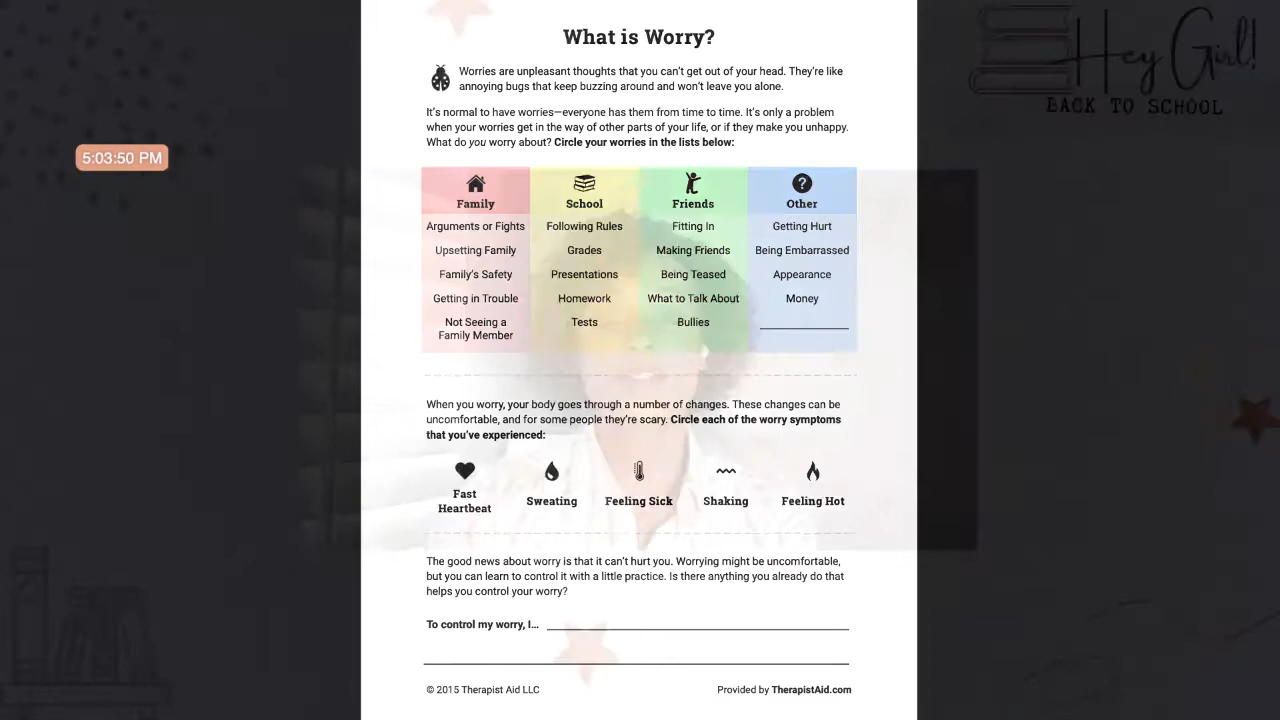 What is Worry?
Worries are unpleasant thoughts that you can't get out of your head. They're like
annoying bugs that keep buzzing around and won't leave you alone.
It's normal to have worries—everyone has them from time to time. It's only a problem
when your worries get in the way of other parts of your life, or if they make you unhappy.
What do you worry about? Circle your worries in the lists below:
Family
Arguments or Fights
Upsetting Family
Family's Safety
Getting in Trouble
Not Seeing a
Family Member
School
Following Rules
Grades
Presentations
Homework
Tests
Friends
Fitting In
Making Friends
Being Teased
What to Talk About
Bullies
?
Other
Getting Hurt
Being Embarrassed
Appearance
Money
When you worry, your body goes through a number of changes. These changes can be
uncomfortable, and for some people they're scary. Circle each of the worry symptoms
that you've experienced:
Fast
Heartbeat
Sweating
Feeling Sick
Shaking
Feeling Hot
The good news about worry is that it can't hurt you. Worrying might be uncomfortable,
but you can learn to control it with a little practice. Is there anything you already do that
helps you control your worry?
To control my worry, I...
© 2015 Therapist Aid LLC
Provided by TherapistAid.com
5:03:50 PM
Hey Girl!
BACK TO SCHOOL